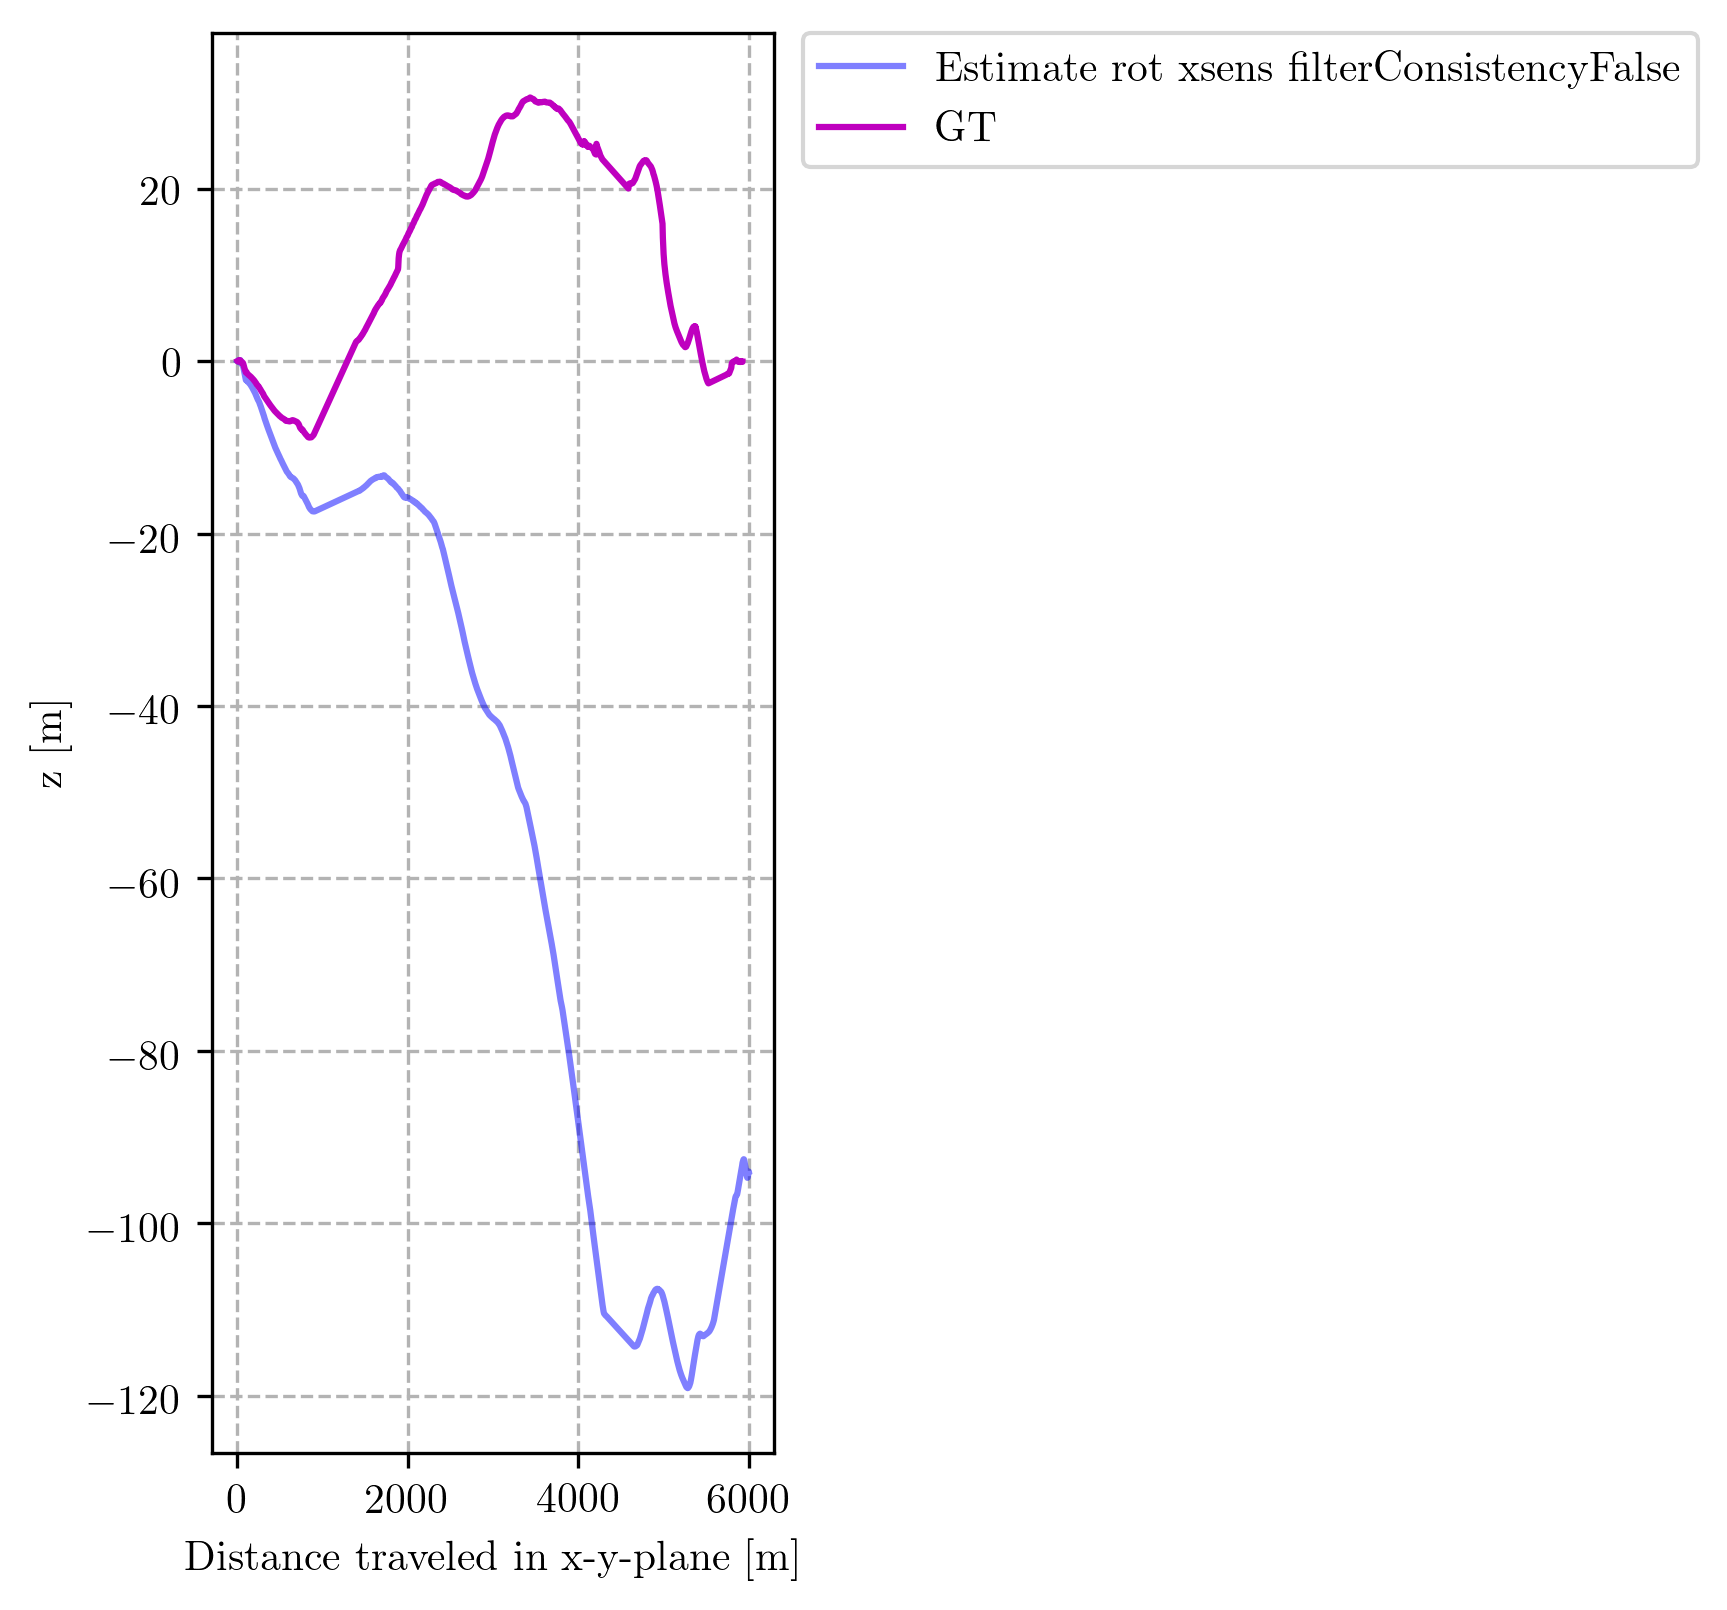 Estimate rot xsens filterConsistencyFalse
GT
20
0
−20
−40
−60
−80
−100
−120
z [m]
0 2000 4000 6000
Distance traveled in x-y-plane [m]